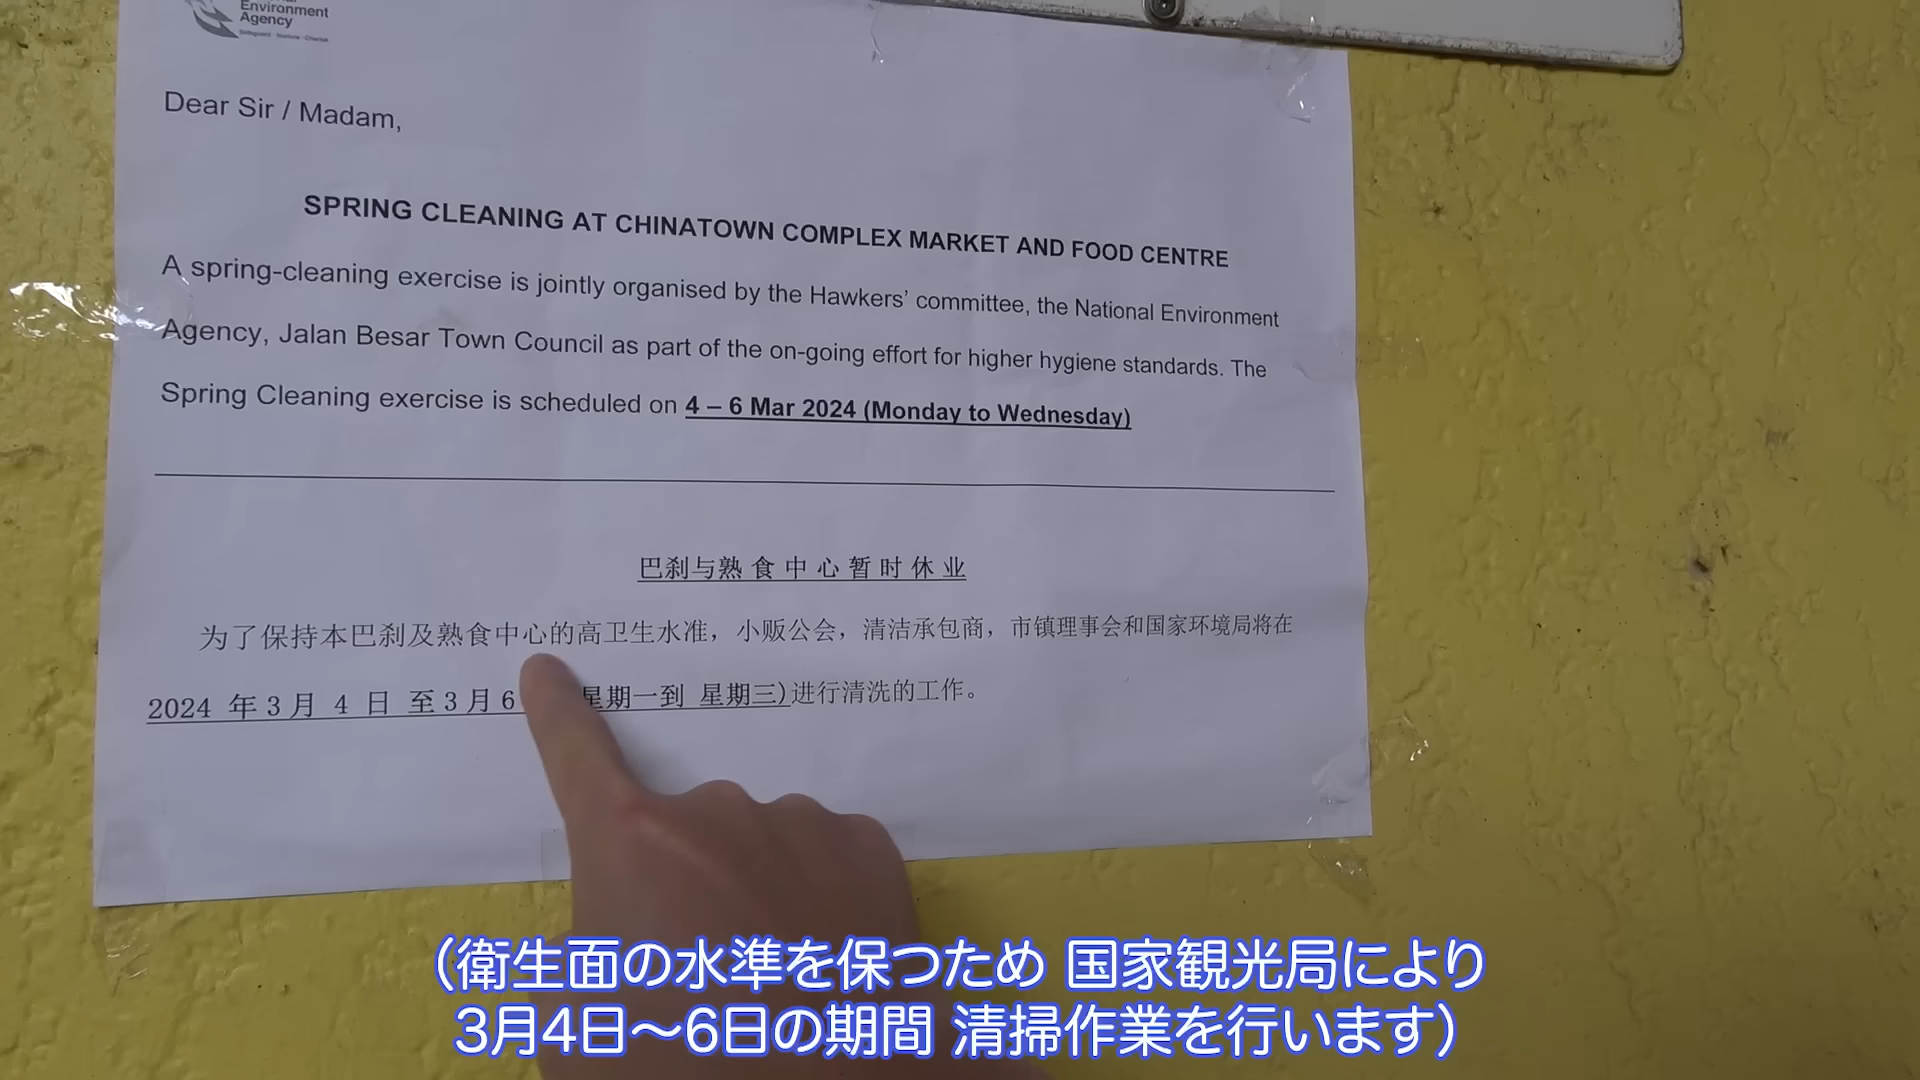 Environment
Agency
Safeguard · Nurture · Cherish
Dear Sir / Madam,
SPRING CLEANING AT CHINATOWN COMPLEX MARKET AND FOOD CENTRE
A spring-cleaning exercise is jointly organised by the Hawkers’ committee, the National Environment
Agency, Jalan Besar Town Council as part of the on-going effort for higher hygiene standards. The
Spring Cleaning exercise is scheduled on 4 – 6 Mar 2024 (Monday to Wednesday)
巴刹与熟食中心暂时休业
为了保持本巴刹及熟食中心的高卫生水准，小贩公会，清洁承包商，市镇理事会和国家环境局将在
2024 年3月 4 日 至3月6 星期一到 星期三)进行清洗的工作。
（衛生面の水準を保つため 国家観光局により
3月4日〜6日の期間 清掃作業を行います）